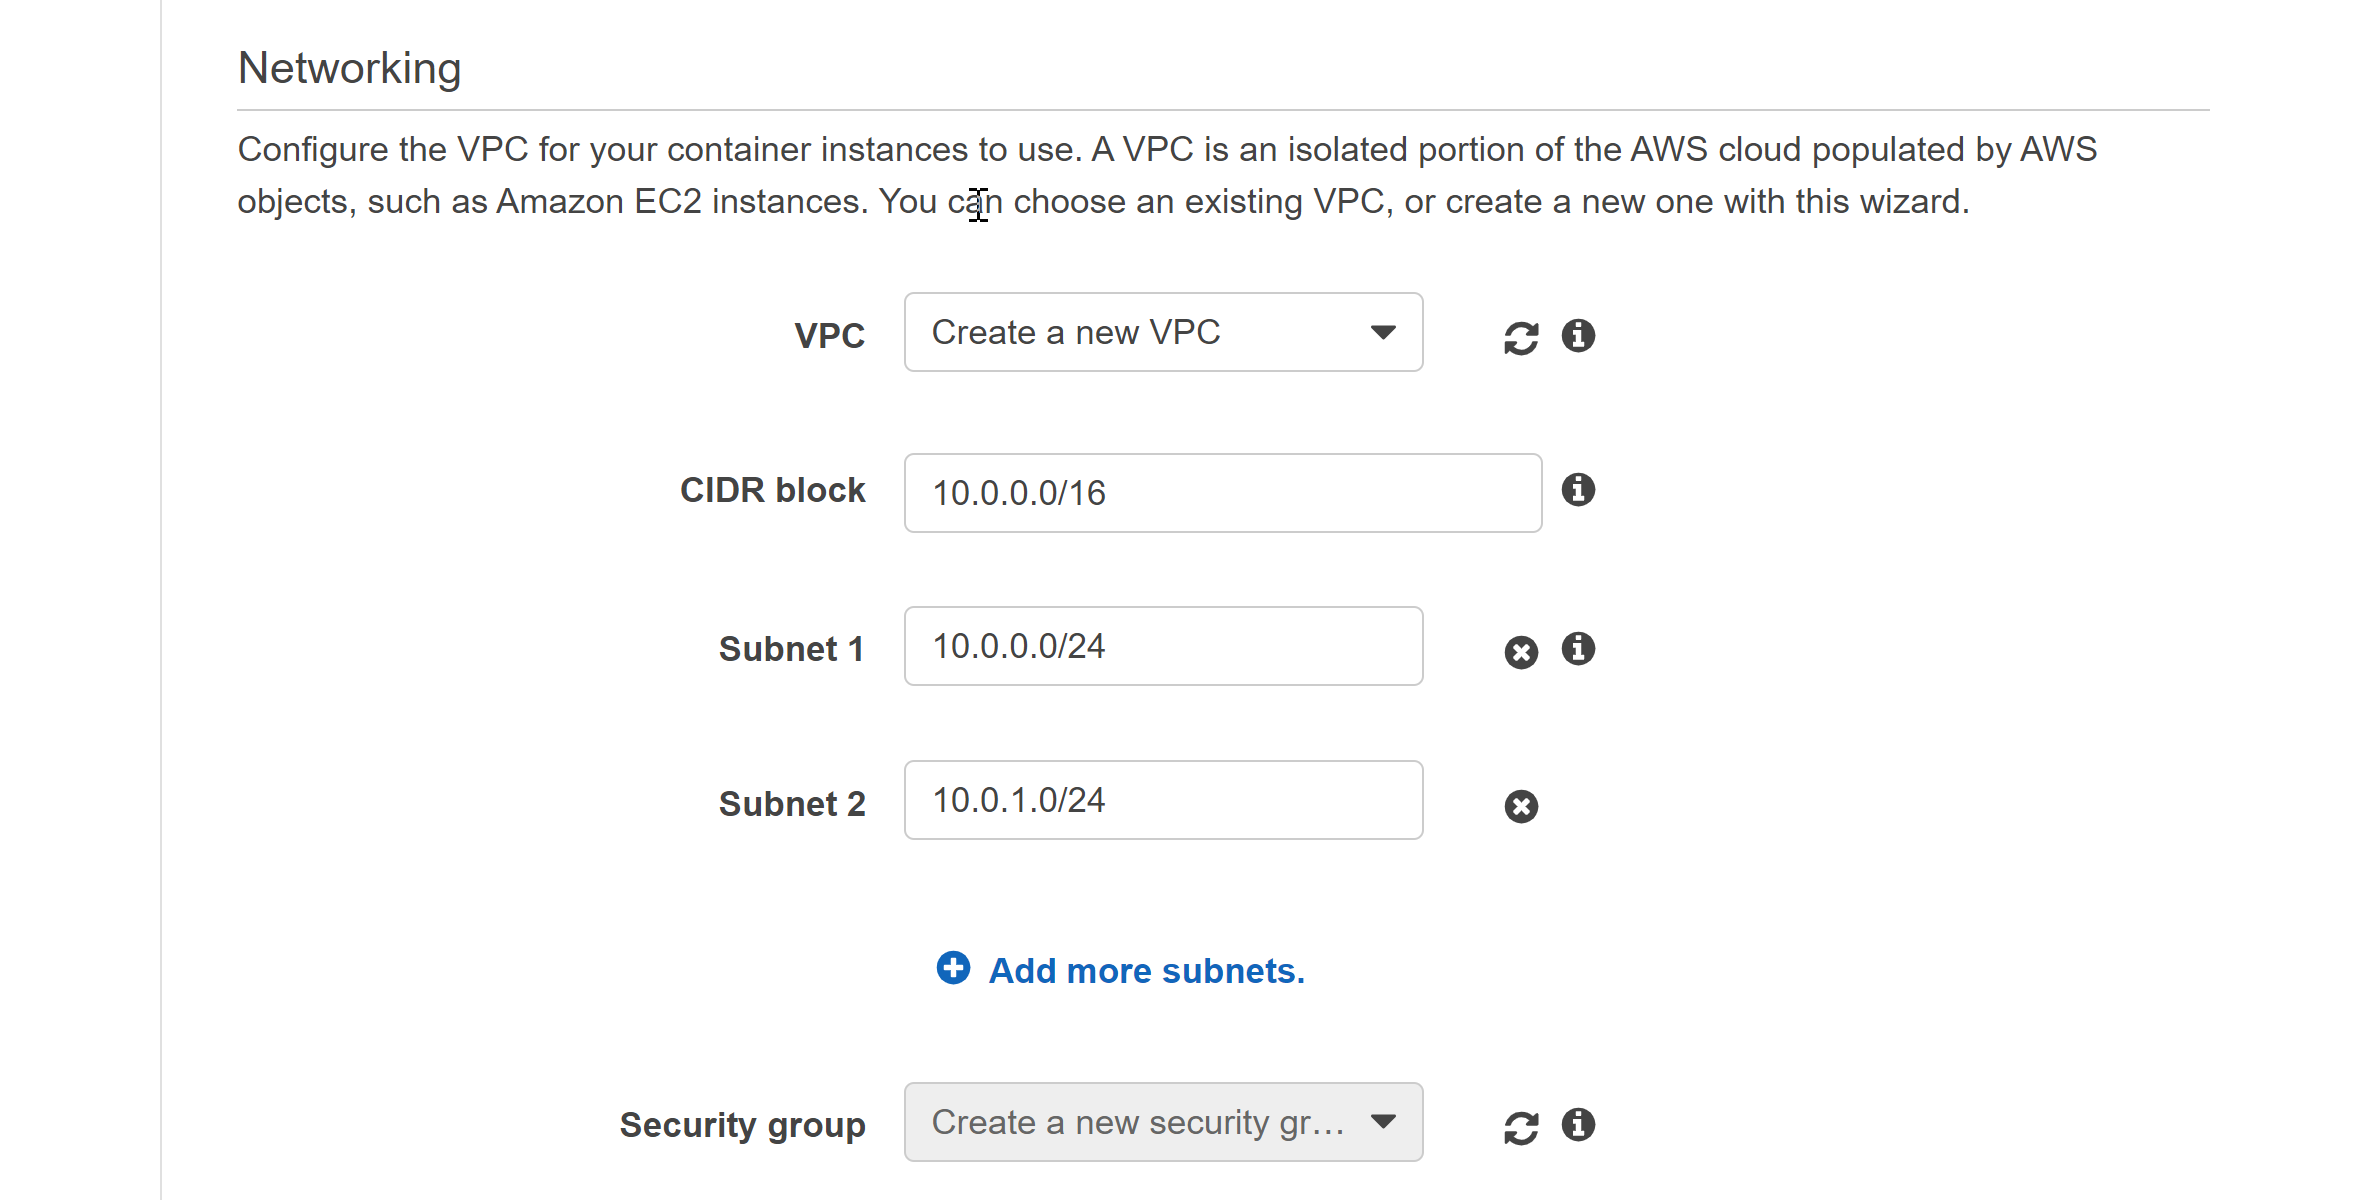 Networking
Configure the VPC for your container instances to use. A VPC is an isolated portion of the AWS cloud populated by AWS
objects, such as Amazon EC2 instances. You can choose an existing VPC, or create a new one with this wizard.
VPC Create a new VPC
CIDR block 10.0.0.0/16
Subnet 1 10.0.0.0/24
Subnet 2 10.0.1.0/24
Add more subnets.
Security group Create a new security gr...